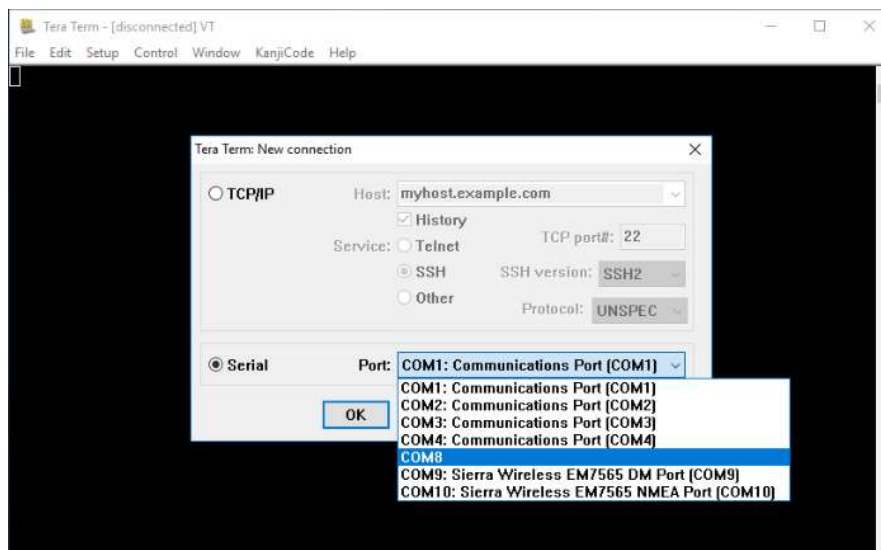 Tera Term - [disconnected] VT
File Edit Setup Control Window KanjiCode Help
Tera Term: New connection
TCP/IP
Host: myhost.example.com
History
Service: Telnet
TCP port#: 22
SSH
SSH version: SSH2
Other
Protocol: UNSPEC
Serial
Port: COM1: Communications Port (COM1)
COM1: Communications Port (COM1)
COM2: Communications Port (COM2)
COM3: Communications Port (COM3)
COM4: Communications Port (COM4)
COM8
COM9: Sierra Wireless EM7565 DM Port (COM9)
COM10: Sierra Wireless EM7565 NMEA Port (COM10)
OK